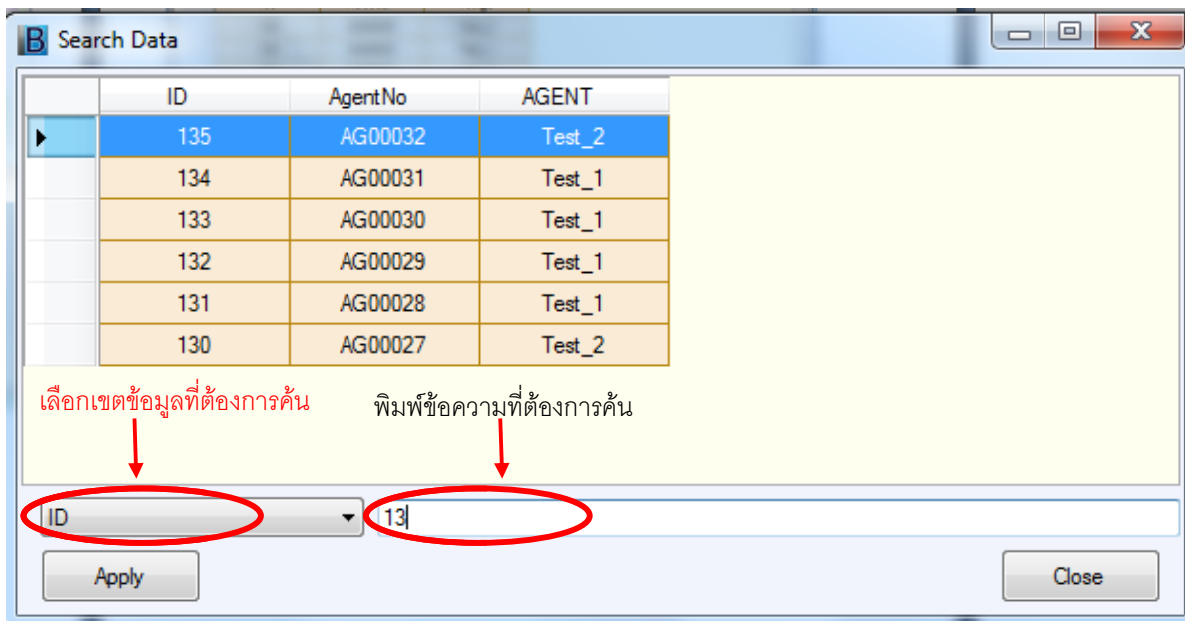 B Search Data
ID AgentNo AGENT
135 AG00032 Test_2
134 AG00031 Test_1
133 AG00030 Test_1
132 AG00029 Test_1
131 AG00028 Test_1
130 AG00027 Test_2
เลือกเขตข้อมูลที่ต้องการค้น พิมพ์ข้อความที่ต้องการค้น
ID 13
Apply Close